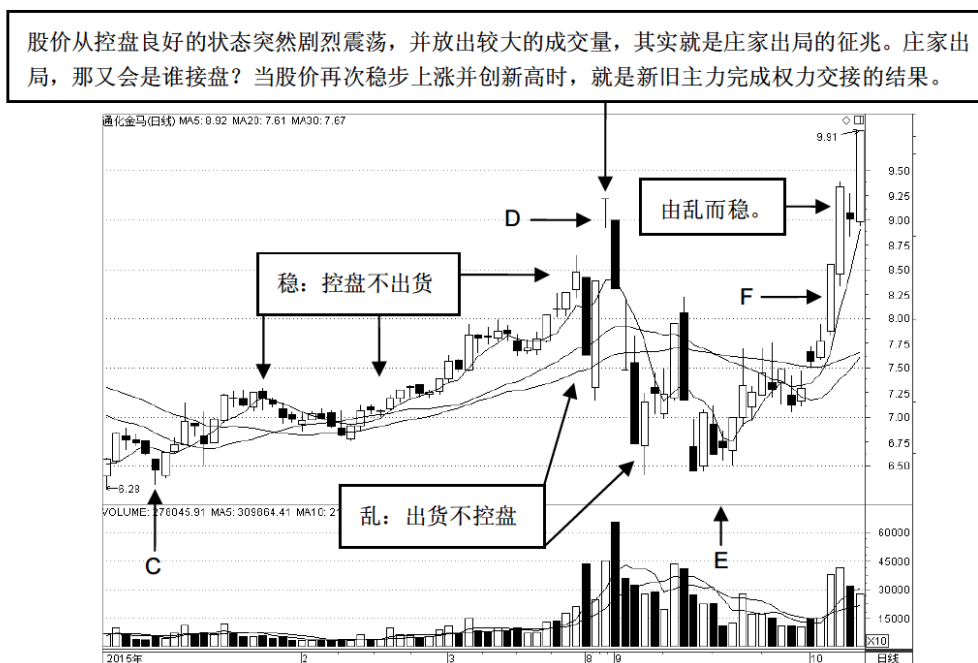 股价从控盘良好的状态突然剧烈震荡，并放出较大的成交量，其实就是庄家出局的征兆。庄家出
局，那又会是谁接盘？当股价再次稳步上涨并创新高时，就是新旧主力完成权力交接的结果。
通化金马(日线) MA5: 8.92 MA20: 7.61 MA30: 7.67
9.91
9.50
9.25
9.00
8.75
8.50
8.25
8.00
7.75
7.50
7.25
7.00
6.75
6.50
D
由乱而稳。
稳：控盘不出货
F
←6.28
乱：出货不控盘
C
E
VOLUME: 278045.91 MA5: 309864.41 MA10: 2
60000
45000
30000
15000
X10
2015年
2
3
8
9
10
日线